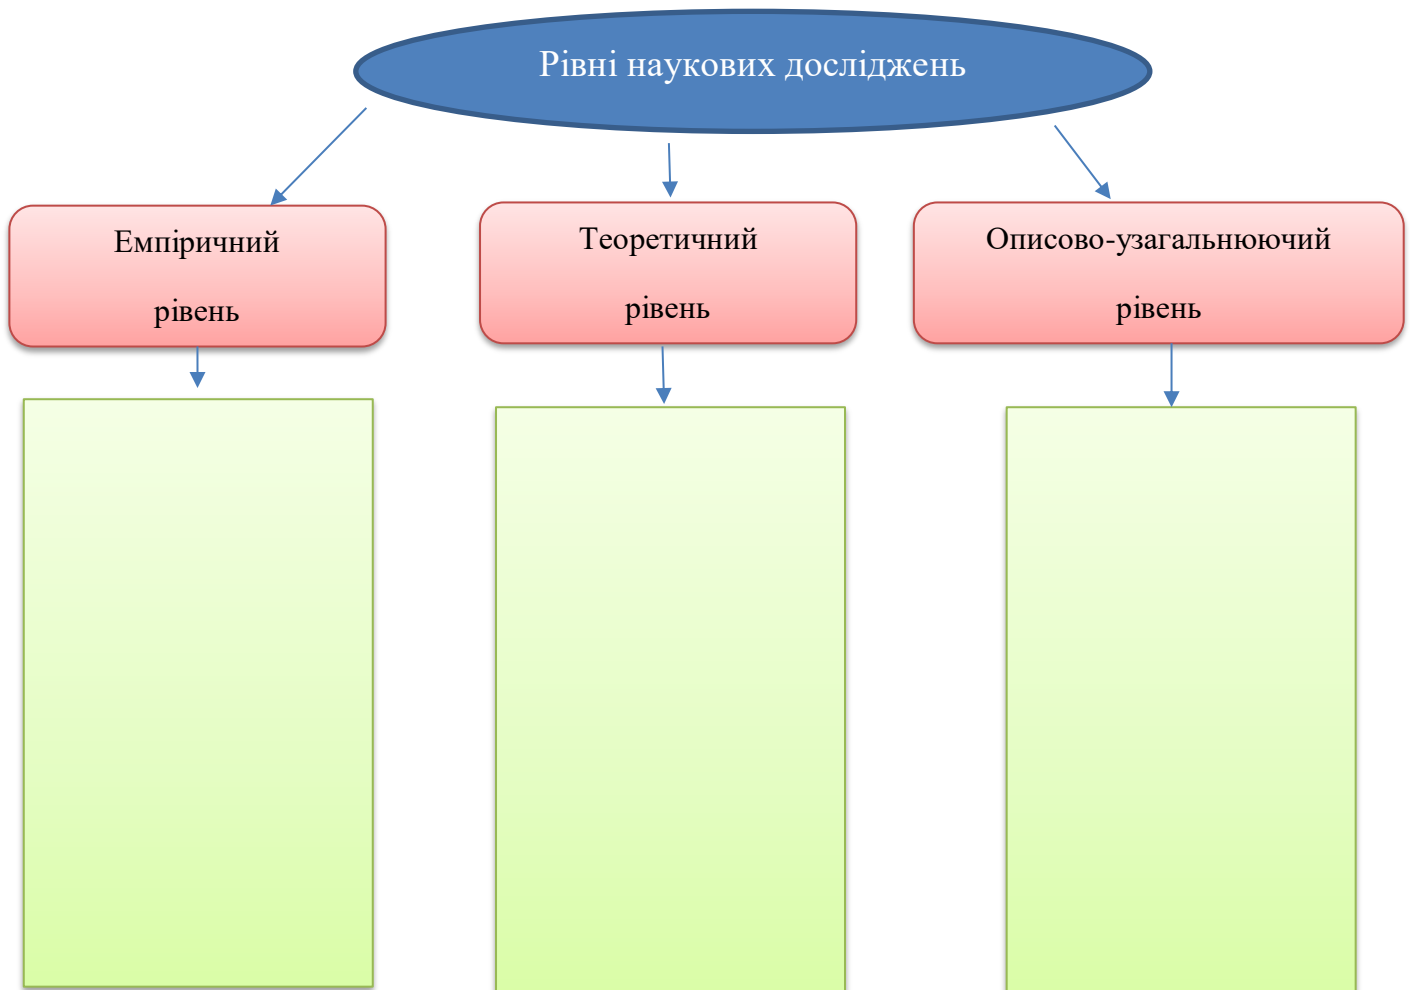 Рівні наукових досліджень
Емпіричний
рівень
Теоретичний
рівень
Описово-узагальнюючий
рівень